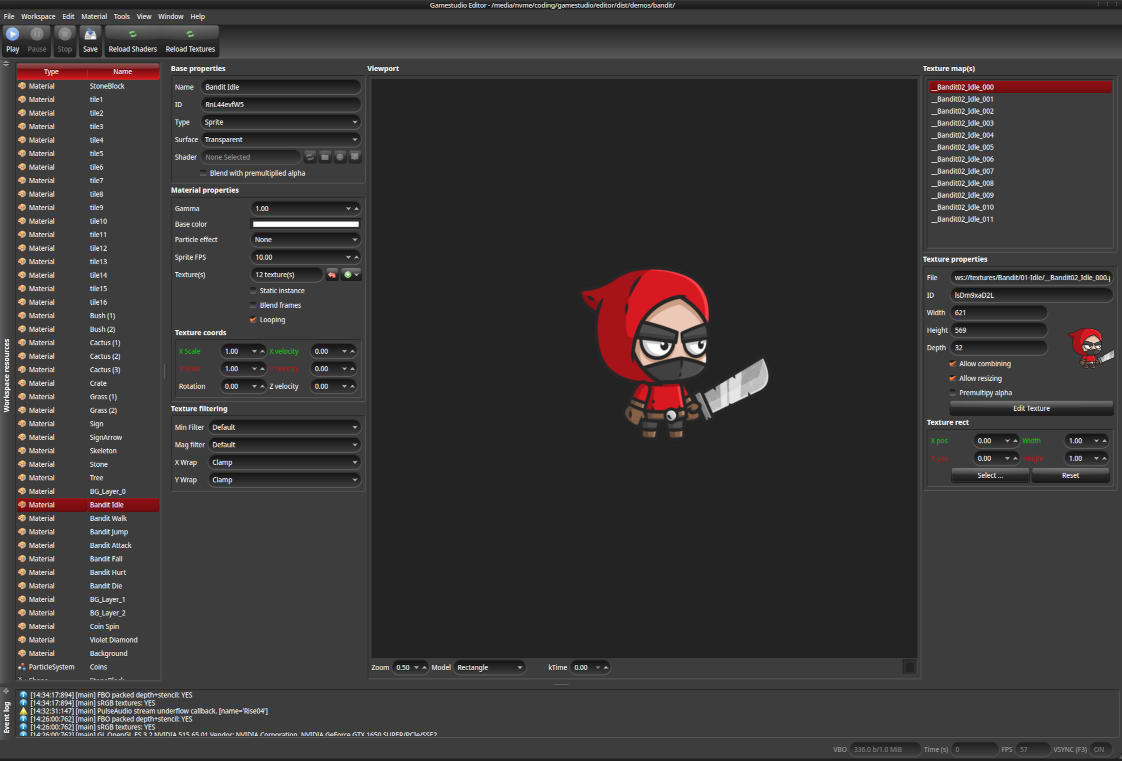 Gamestudio Editor - /media/nvme/coding/gamestudio/editor/dist/demos/bandit/
File Workspace Edit Material Tools View Window Help
Play Pause Stop Save Reload Shaders Reload Textures
Workspace resources
Type Name
Material StoneBlock
Material tile1
Material tile2
Material tile3
Material tile4
Material tile5
Material tile6
Material tile7
Material tile8
Material tile9
Material tile10
Material tile11
Material tile12
Material tile13
Material tile14
Material tile15
Material tile16
Material Bush (1)
Material Bush (2)
Material Cactus (1)
Material Cactus (2)
Material Cactus (3)
Material Crate
Material Grass (1)
Material Grass (2)
Material Sign
Material SignArrow
Material Skeleton
Material Stone
Material Tree
Material BG_Layer_0
Material Bandit Idle
Material Bandit Walk
Material Bandit Jump
Material Bandit Attack
Material Bandit Fall
Material Bandit Hurt
Material Bandit Die
Material BG_Layer_1
Material BG_Layer_2
Material Coin Spin
Material Violet Diamond
Material Background
ParticleSystem Coins
Base properties
Name Bandit Idle
ID RnL44evfW5
Type Sprite
Surface Transparent
Shader None Selected
Blend with premultiplied alpha
Material properties
Gamma 1.00
Base color
Particle effect None
Sprite FPS 10.00
Texture(s) 12 texture(s)
Static instance
Blend frames
Looping
Texture coords
X Scale 1.00 X velocity 0.00
1.00 0.00
Rotation 0.00 Z velocity 0.00
Texture filtering
Min Filter Default
Mag filter Default
X Wrap Clamp
Y Wrap Clamp
Viewport
Zoom 0.50 Model Rectangle kTime 0.00
Texture map(s)
__Bandit02_Idle_000
__Bandit02_Idle_001
__Bandit02_Idle_002
__Bandit02_Idle_003
__Bandit02_Idle_004
__Bandit02_Idle_005
__Bandit02_Idle_006
__Bandit02_Idle_007
__Bandit02_Idle_008
__Bandit02_Idle_009
__Bandit02_Idle_010
__Bandit02_Idle_011
Texture properties
File ws://textures/Bandit/01-Idle/__Bandit02_Idle_000.p
ID lsDm9xaD2L
Width 621
Height 569
Depth 32
Allow combining
Allow resizing
Premultipy alpha
Edit Texture
Texture rect
X pos 0.00 Width 1.00
0.00 Height 1.00
Select ... Reset
Event log
[14:34:17:894] [main] FBO packed depth+stencil: YES
[14:34:17:894] [main] sRGB textures: YES
[14:32:31:147] [main] PulseAudio stream underflow callback. [name='Rise04']
[14:26:00:762] [main] FBO packed depth+stencil: YES
[14:26:00:762] [main] sRGB textures: YES
[14:26:00:762] [main] GL OpenGL ES 3.2 NVIDIA 515.65.01 Vendor: NVIDIA Corporation, NVIDIA GeForce GTX 1650 SUPER/PCIe/SSE2
VBO 336.0 b/1.0 MiB Time (s) 0 FPS 57 VSYNC (F3) ON